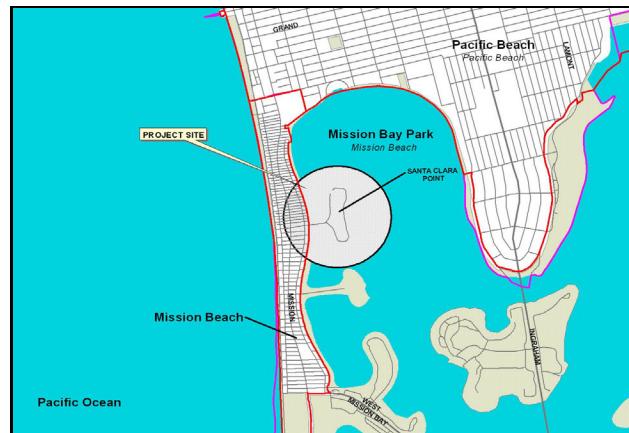 GRAND
Pacific Beach
Pacific Beach
LAMONT
PROJECT SITE
Mission Bay Park
Mission Beach
SANTA CLARA
POINT
MISSION
Mission Beach
INGRAHAM
Pacific Ocean
WEST
MISSION BAY